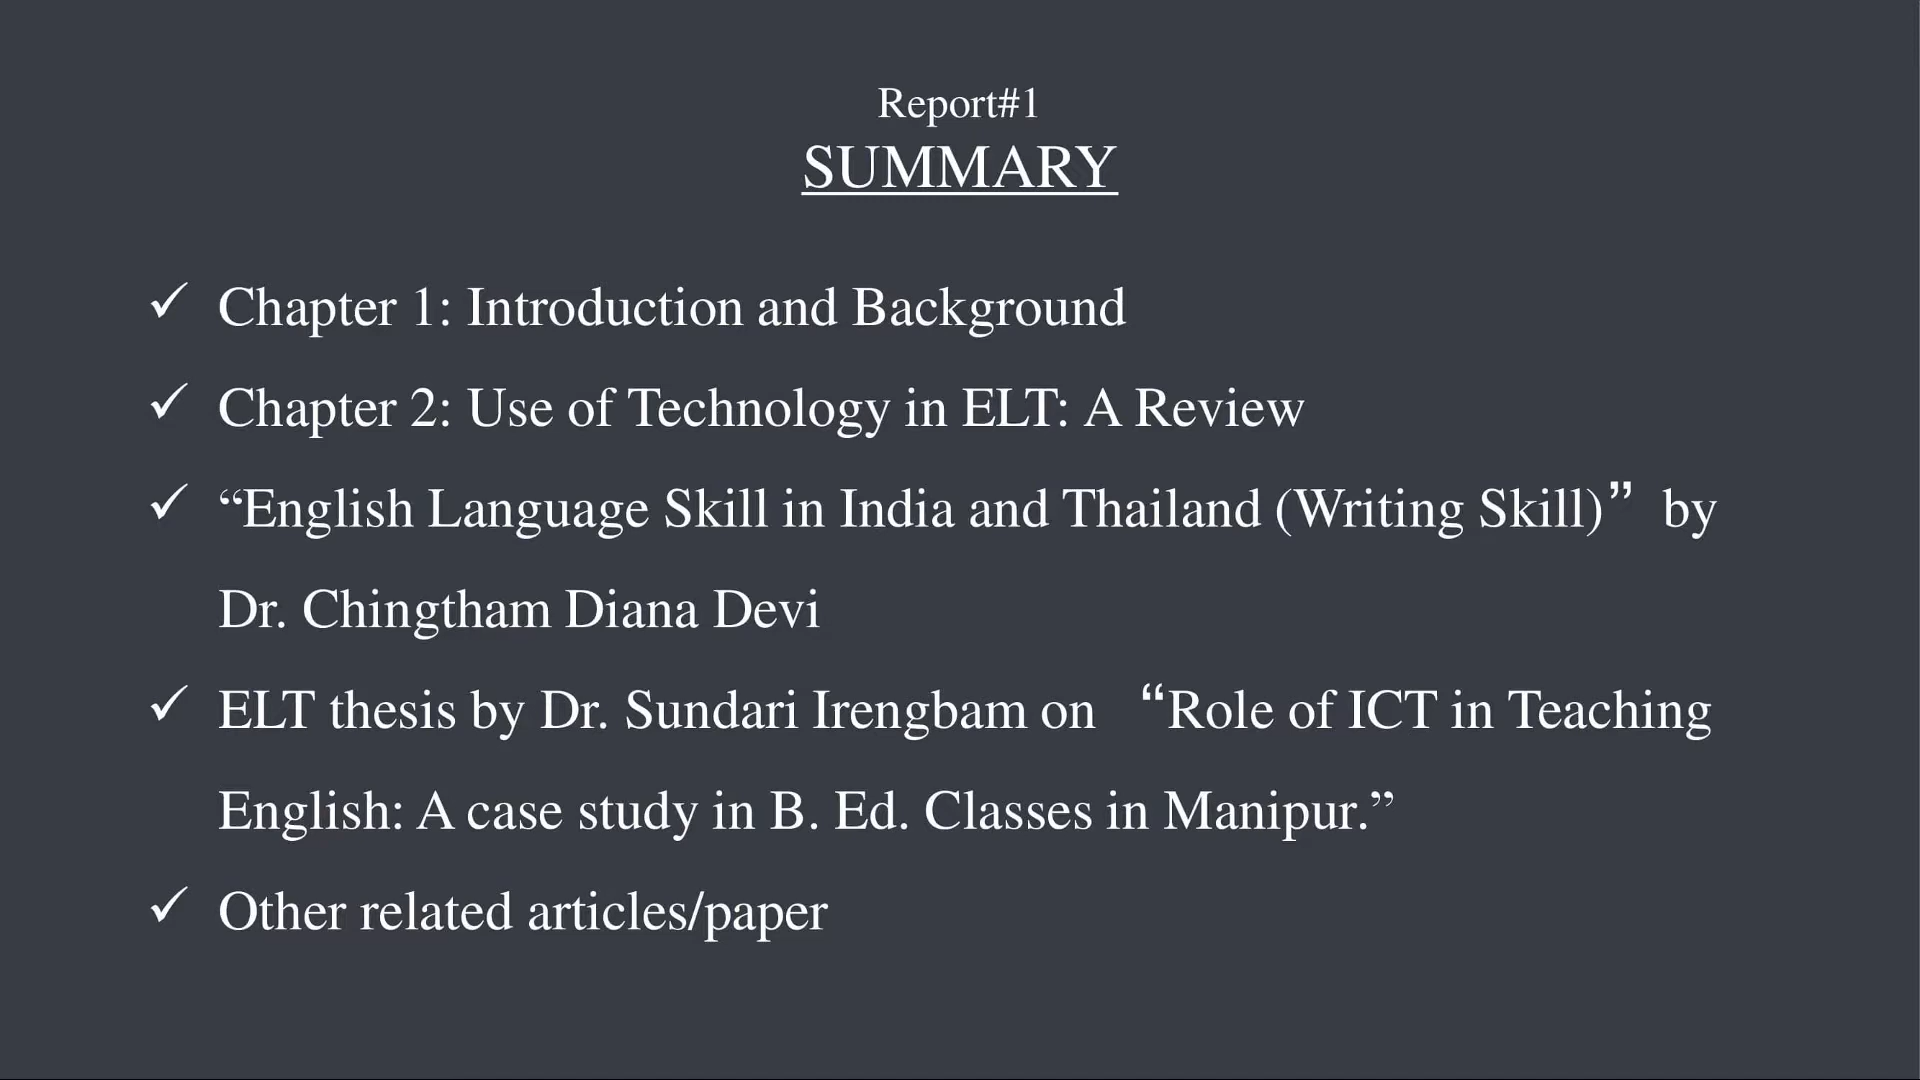 Report#1
SUMMARY
✓ Chapter 1: Introduction and Background
✓ Chapter 2: Use of Technology in ELT: A Review
✓ “English Language Skill in India and Thailand (Writing Skill)” by
Dr. Chingtham Diana Devi
✓ ELT thesis by Dr. Sundari Irengbam on “Role of ICT in Teaching
English: A case study in B. Ed. Classes in Manipur.”
✓ Other related articles/paper